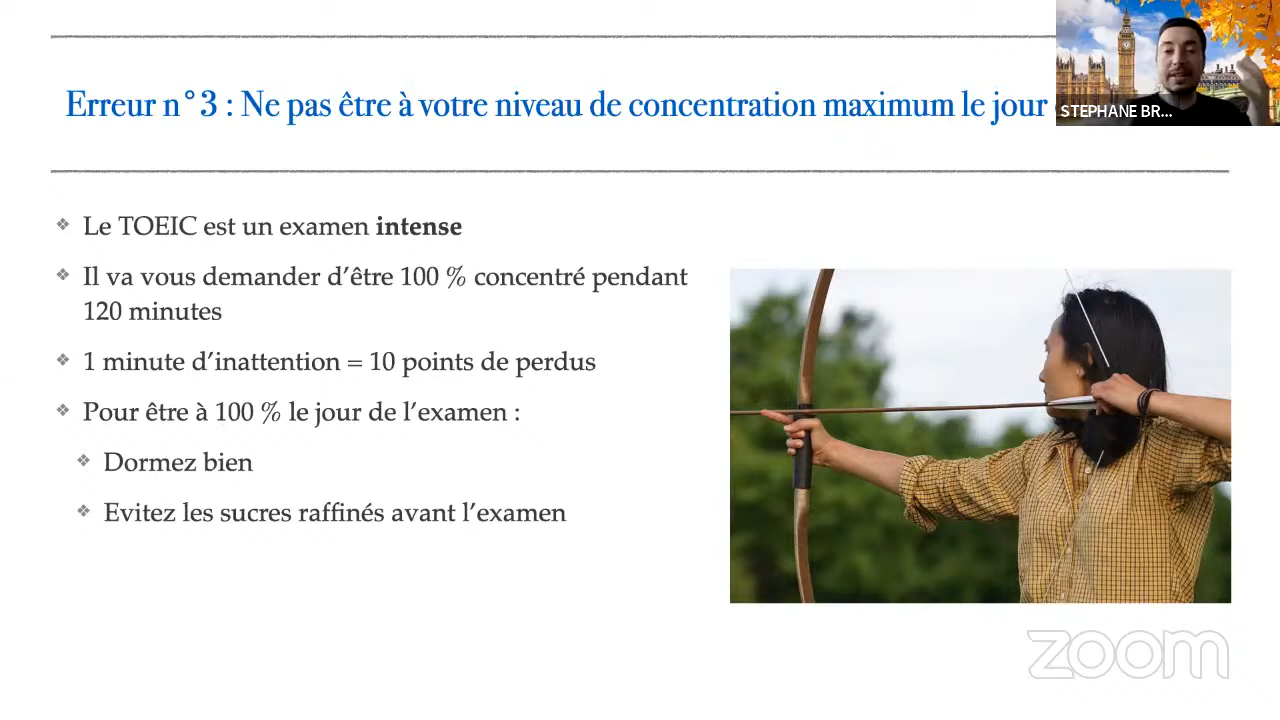 Erreur n°3 : Ne pas être à votre niveau de concentration maximum le jour
STEPHANE BR...
❖ Le TOEIC est un examen intense
❖ Il va vous demander d'être 100 % concentré pendant
120 minutes
❖ 1 minute d'inattention = 10 points de perdus
❖ Pour être à 100 % le jour de l'examen :
❖ Dormez bien
❖ Evitez les sucres raffinés avant l'examen
zoom